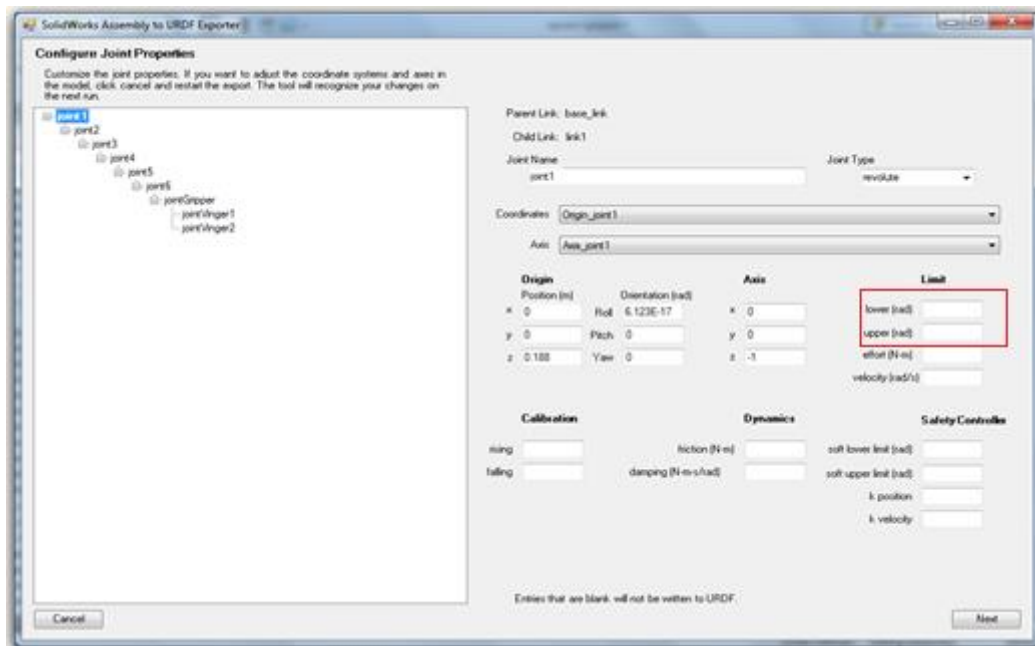 SolidWorks Assembly to URDF Exporter
Configure Joint Properties
Customize the joint properties. If you want to adjust the coordinate systems and axes in
the model, click cancel and restart the export. The tool will recognize your changes on
the next run.
joint1
joint2
joint3
joint4
joint5
joint6
jointGripper
jointVinger1
jointVinger2
Parent Link: base_link
Child Link: link1
Joint Name
Joint Type
joint1
revolute
Coordinates Origin_joint1
Axis Axis_joint1
Origin
Axis
Limit
Position (m)
Orientation (rad)
x 0 Roll 6.123E-17 x 0 lower (rad)
y 0 Pitch 0 y 0 upper (rad)
z 0.188 Yaw 0 z -1 effort (N-m)
velocity (rad/s)
Calibration
Dynamics
Safety Controller
rising friction (N-m) soft lower limit (rad)
falling damping (N-m-s/rad) soft upper limit (rad)
k position
k velocity
Entries that are blank will not be written to URDF.
Cancel
Next